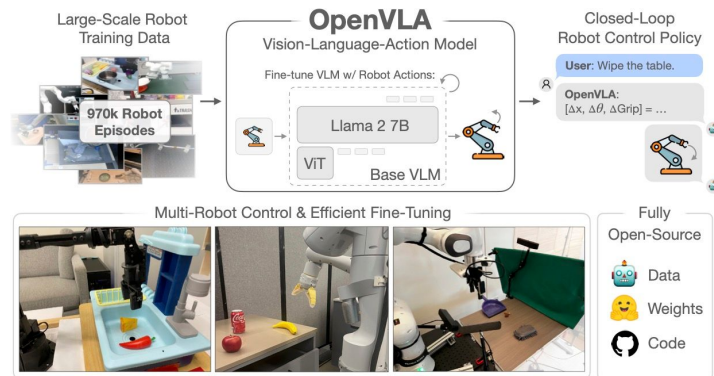 Large-Scale Robot
Training Data
970k Robot
Episodes
OpenVLA
Vision-Language-Action Model
Fine-tune VLM w/ Robot Actions:
Llama 2 7B
ViT
Base VLM
Closed-Loop
Robot Control Policy
User: Wipe the table.
OpenVLA:
[Δx, Δθ, ΔGrip] = …
Multi-Robot Control & Efficient Fine-Tuning
Fully
Open-Source
Data
Weights
Code